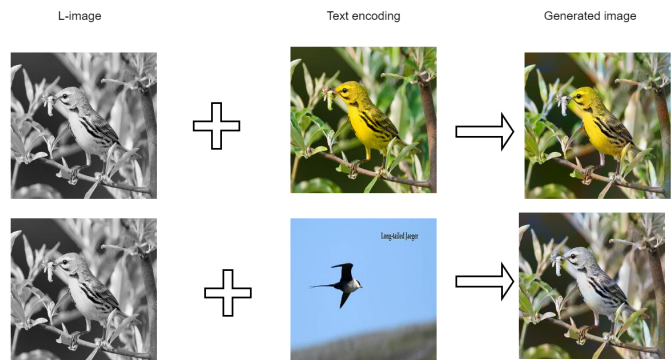 L-image
Text encoding
Generated image
Long-tailed Jaeger